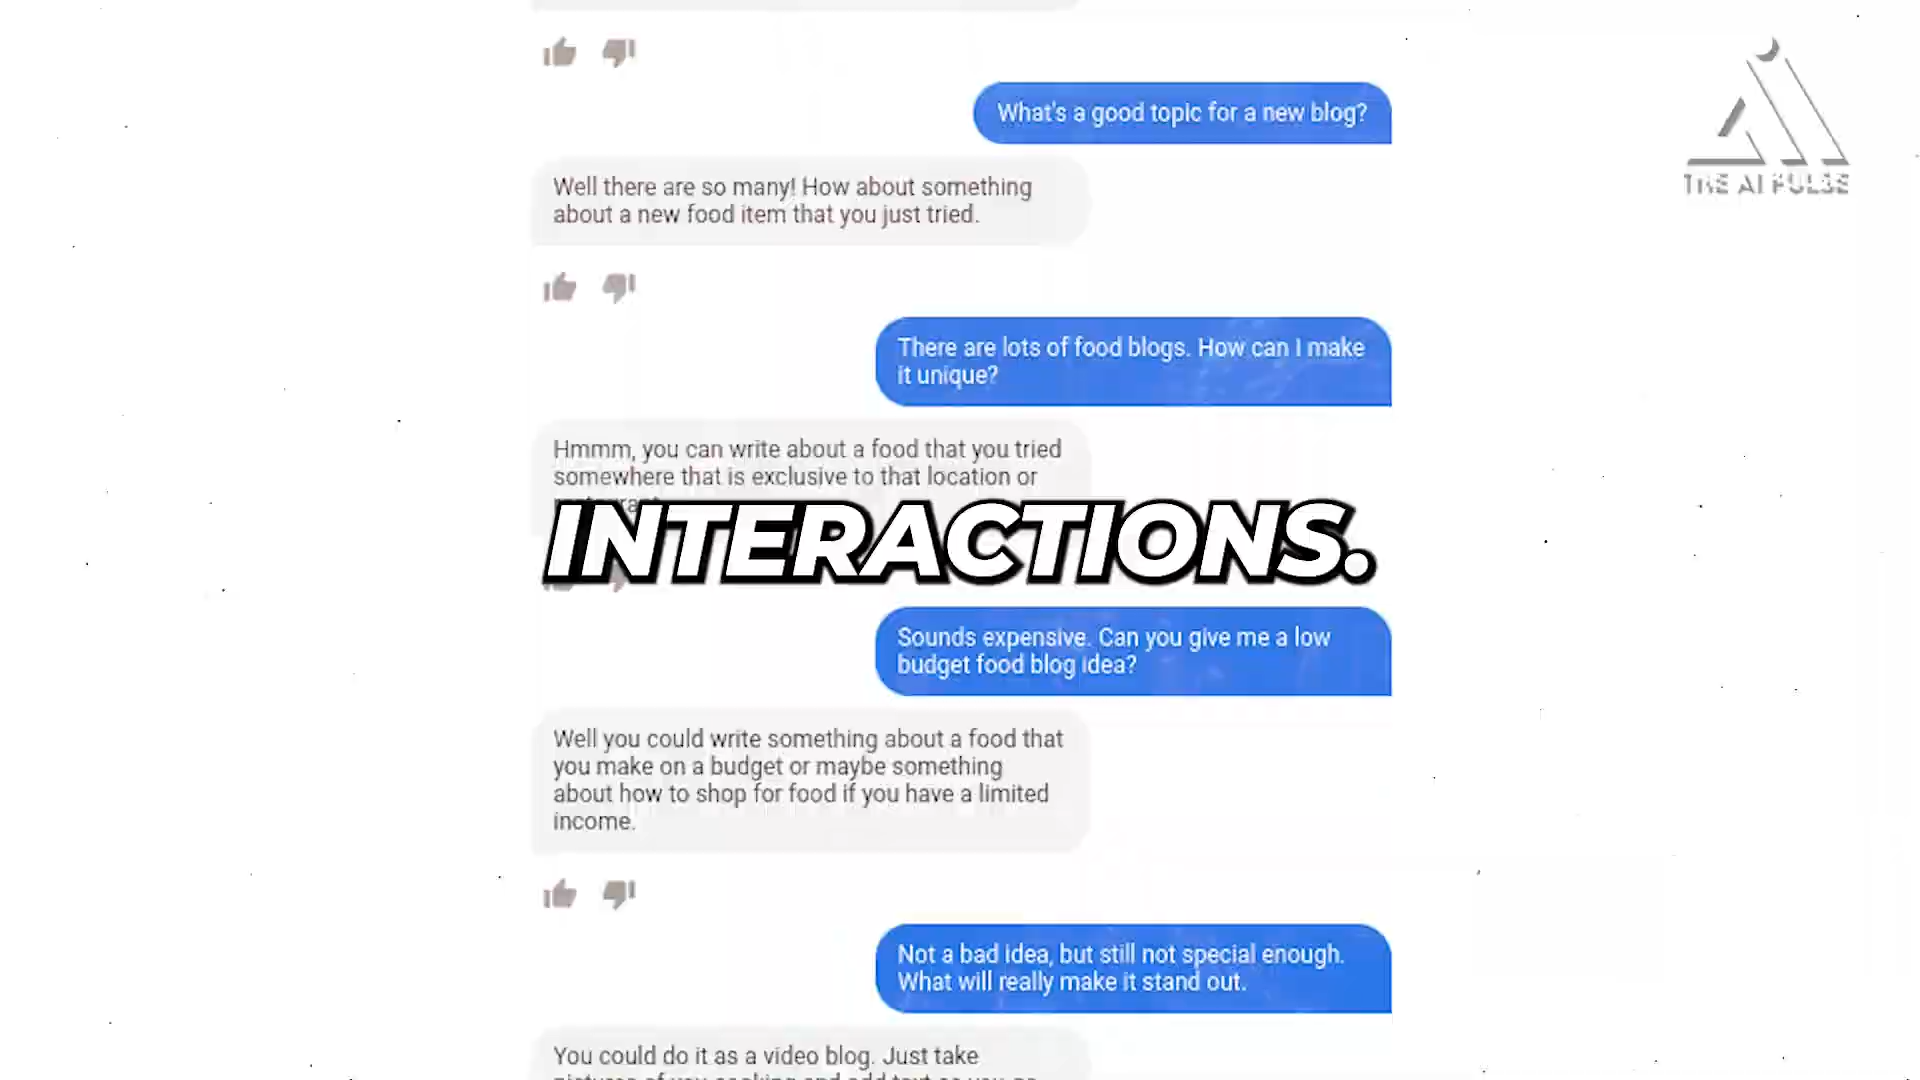 What's a good topic for a new blog?
THE AI PULSE
Well there are so many! How about something
about a new food item that you just tried.
There are lots of food blogs. How can I make
it unique?
Hmmm, you can write about a food that you tried
somewhere that is exclusive to that location or
INTERACTIONS.
Sounds expensive. Can you give me a low
budget food blog idea?
Well you could write something about a food that
you make on a budget or maybe something
about how to shop for food if you have a limited
income.
Not a bad idea, but still not special enough.
What will really make it stand out.
You could do it as a video blog. Just take